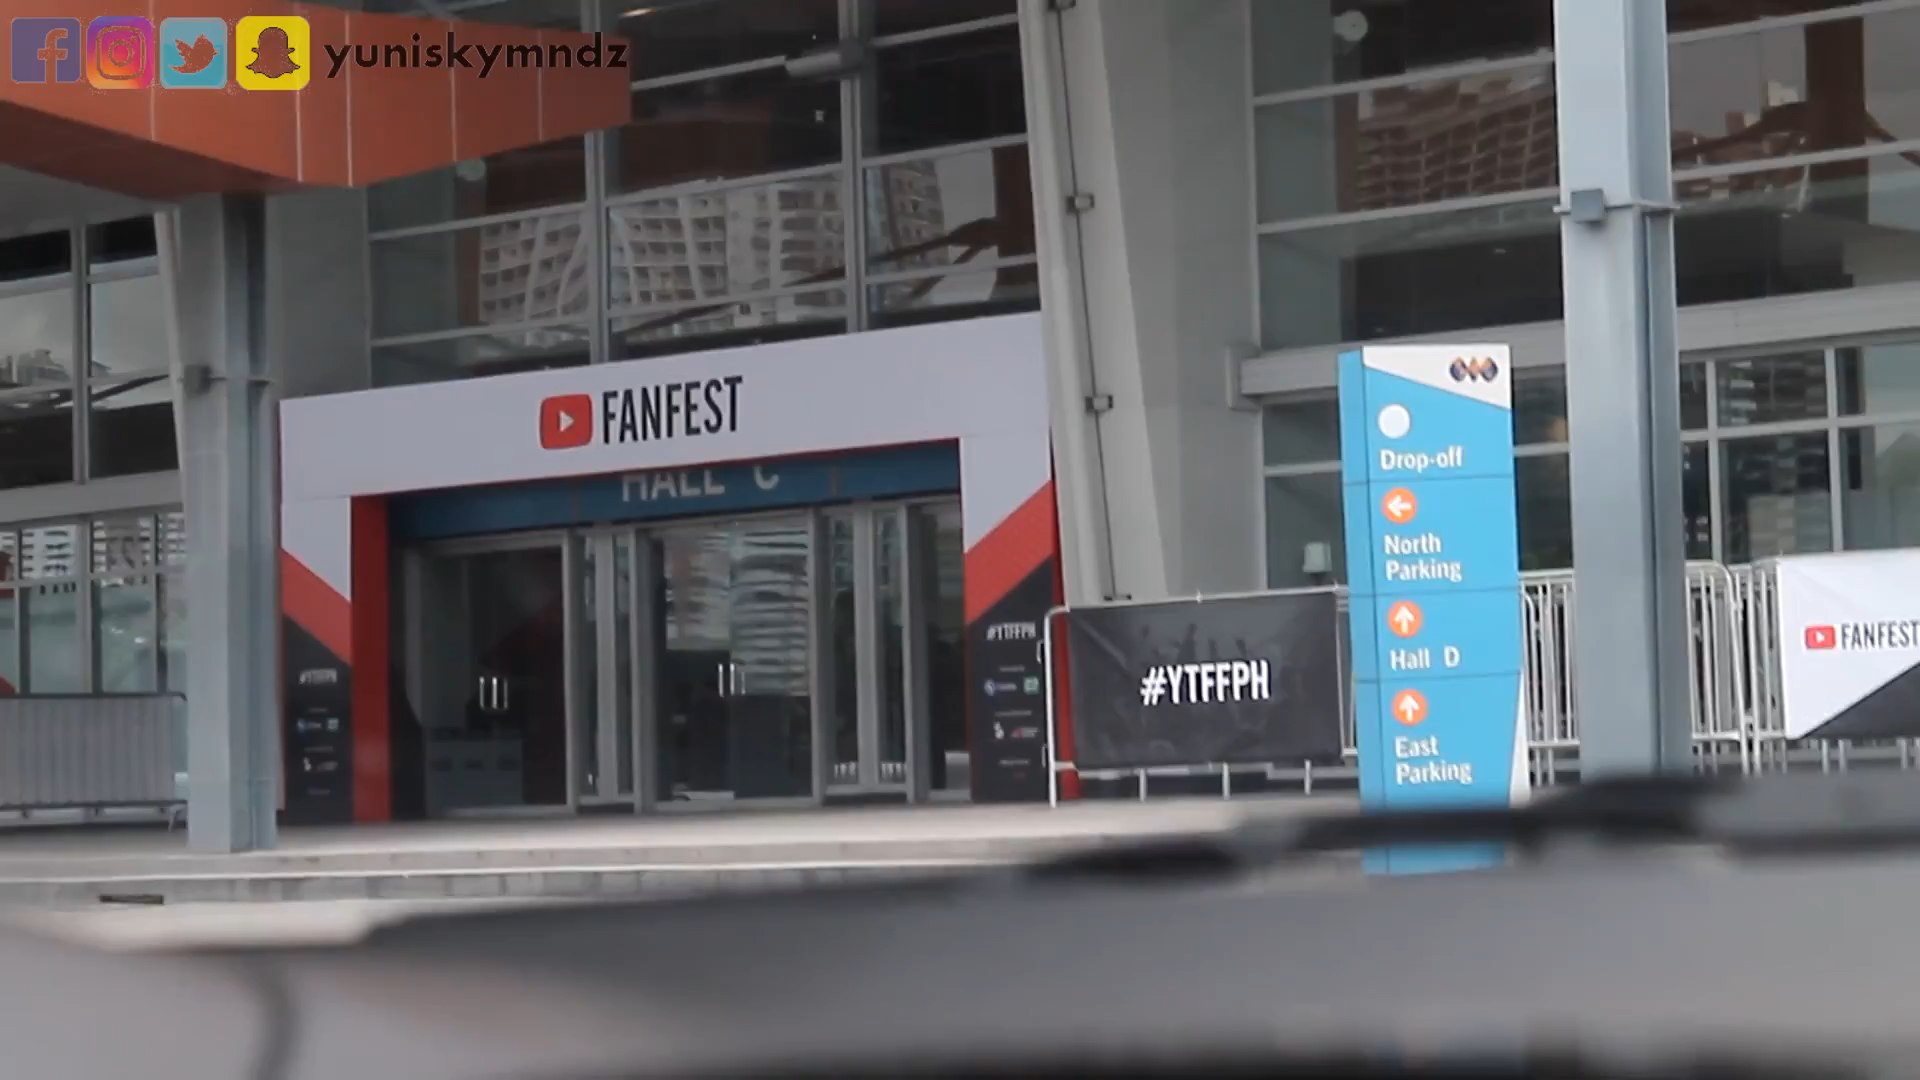 yuniskymndz
FANFEST
HALL C
Drop-off
North
Parking
Hall D
East
Parking
#YTFFPH
#YTFFPH
FANFEST